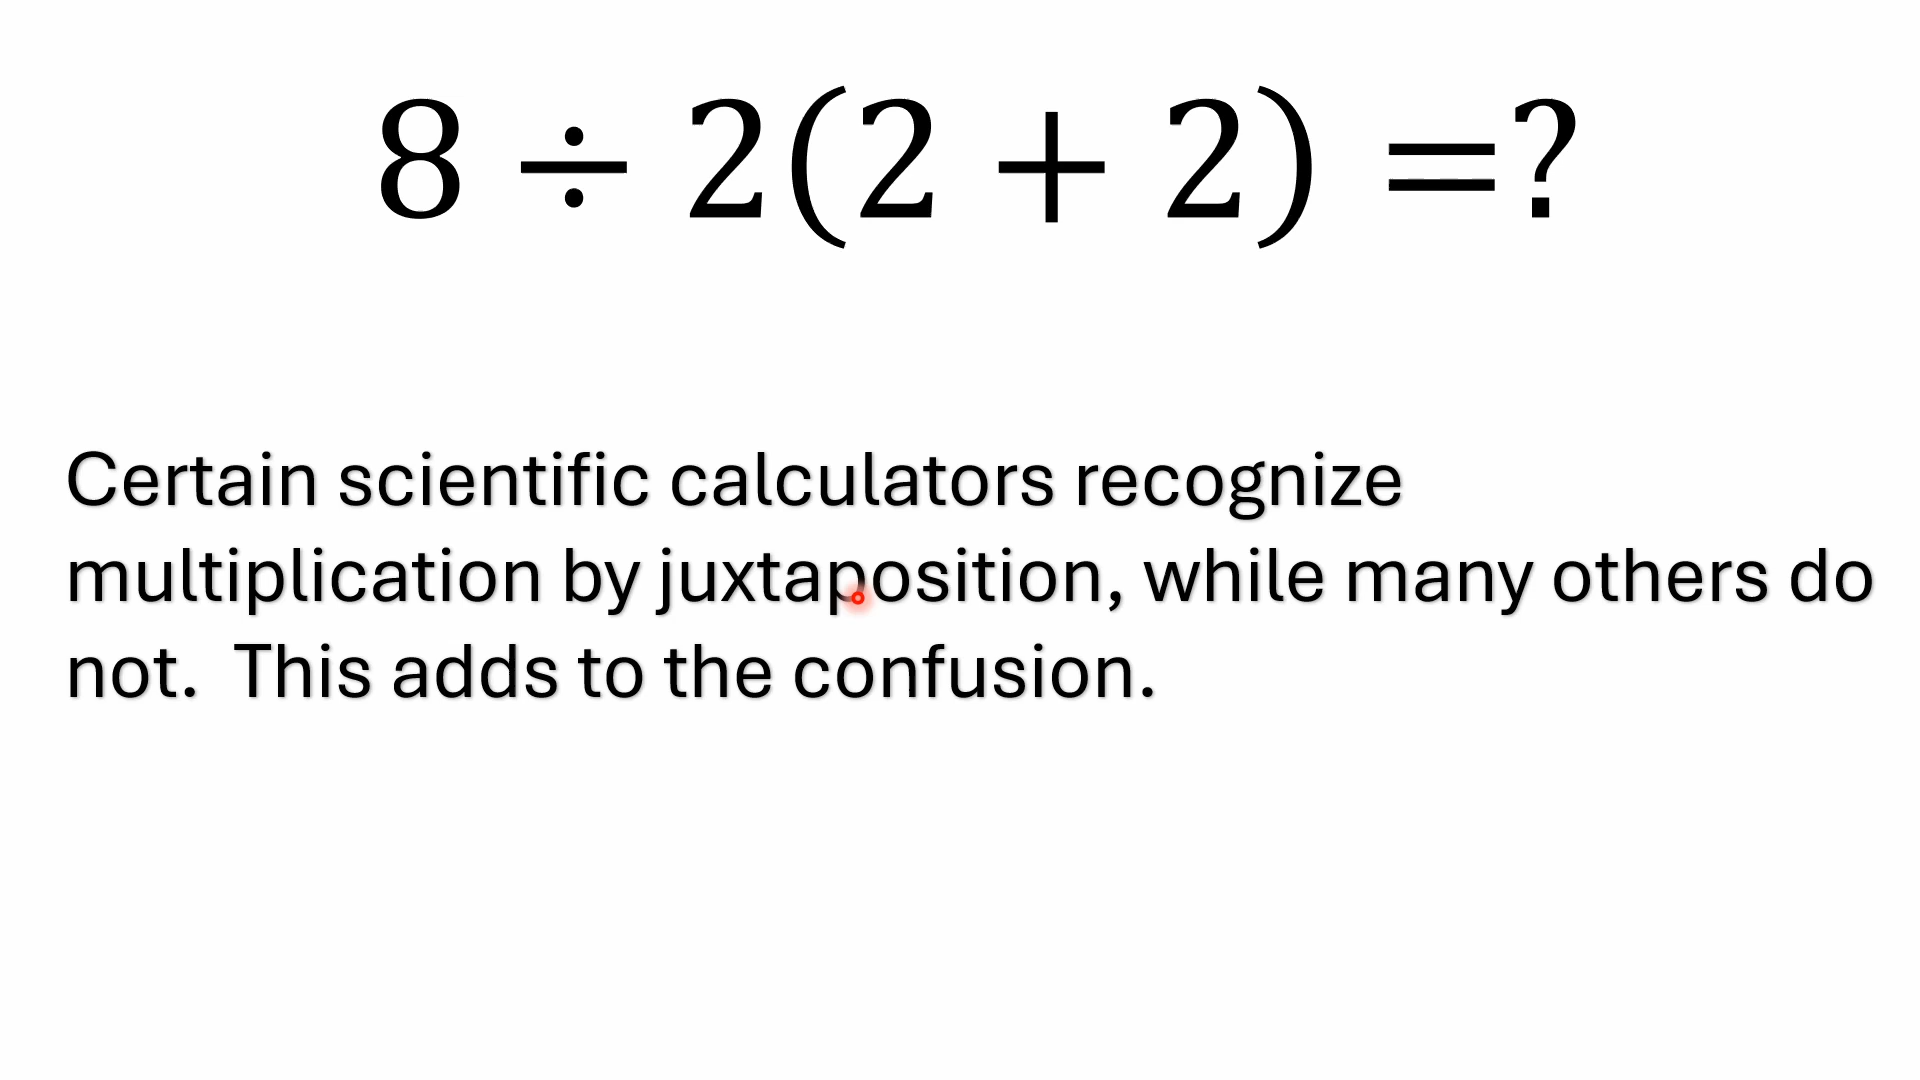 8 ÷ 2(2 + 2) =?
Certain scientific calculators recognize
multiplication by juxtaposition, while many others do
not.  This adds to the confusion.